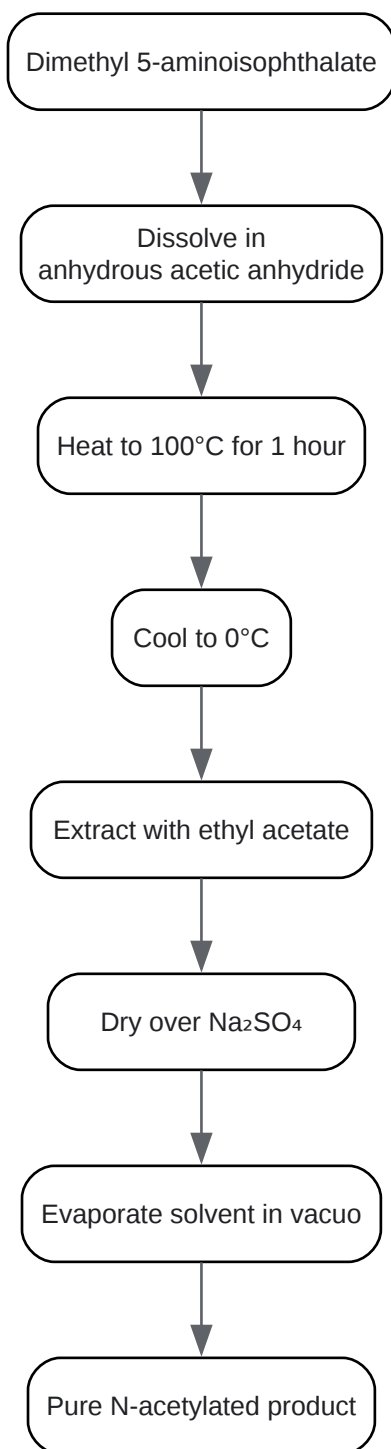 Dimethyl 5-aminoisophthalate
Dissolve in
anhydrous acetic anhydride
Heat to 100°C for 1 hour
Cool to 0°C
Extract with ethyl acetate
Dry over Na₂SO₄
Evaporate solvent in vacuo
Pure N-acetylated product